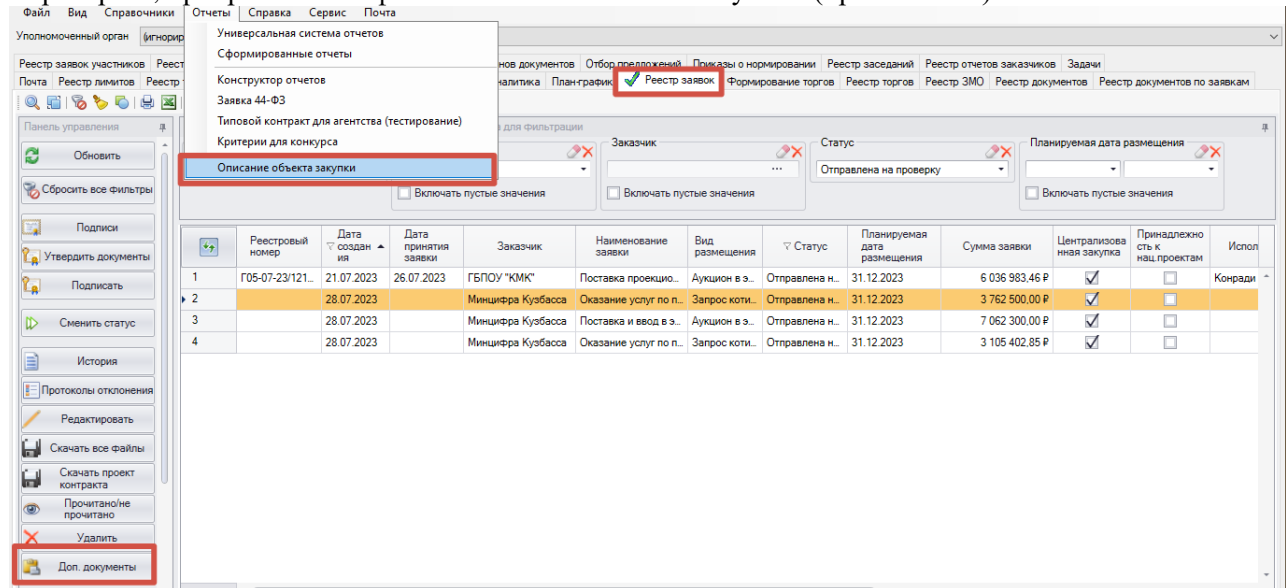 Файл Вид Справочники Отчеты Справка Сервис Почта
Уполномоченный орган (игнорир
Универсальная система отчетов
Сформированные отчеты
Конструктор отчетов
Заявка 44-ФЗ
Типовой контракт для агентства (тестирование)
Критерии для конкурса
Описание объекта закупки
Реестр заявок участников Реест нов документов Отбор предложений Приказы о нормировании Реестр заседаний Реестр отчетов заказчиков Задачи
Почта Реестр лимитов Реестр налитика План-график Реестр заявок Формирование торгов Реестр торгов Реестр ЗМО Реестр документов Реестр документов по заявкам
Панель управления
для фильтрации
Заказчик Статус Планируемая дата размещения
Отправлена на проверку
Включать пустые значения Включать пустые значения Включать пустые значения
Обновить
Сбросить все фильтры
Подписи
Утвердить документы
Подписать
Сменить статус
История
Протоколы отклонения
Редактировать
Скачать все файлы
Скачать проект
контракта
Прочитано/не
прочитано
Удалить
Доп. документы
Реестровый номер Дата создан ия Дата принятия заявки Заказчик Наименование заявки Вид размещения Статус Планируемая дата размещения Сумма заявки Централизова нная закупка Принадлежно сть к нац.проектам Испол
1 Г05-07-23/121... 21.07.2023 26.07.2023 ГБПОУ "КМК" Поставка проекцио... Аукцион в э... Отправлена н... 31.12.2023 6 036 983,46 ₽ Конради
2 28.07.2023 Минцифра Кузбасса Оказание услуг по п... Запрос коти... Отправлена н... 31.12.2023 3 762 500,00 ₽
3 28.07.2023 Минцифра Кузбасса Поставка и ввод в э... Аукцион в э... Отправлена н... 31.12.2023 7 062 300,00 ₽
4 28.07.2023 Минцифра Кузбасса Оказание услуг по п... Запрос коти... Отправлена н... 31.12.2023 3 105 402,85 ₽